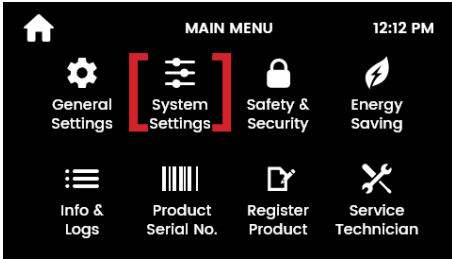 MAIN MENU 12:12 PM
General System Safety & Energy
Settings Settings Security Saving
Info & Product Register Service
Logs Serial No. Product Technician